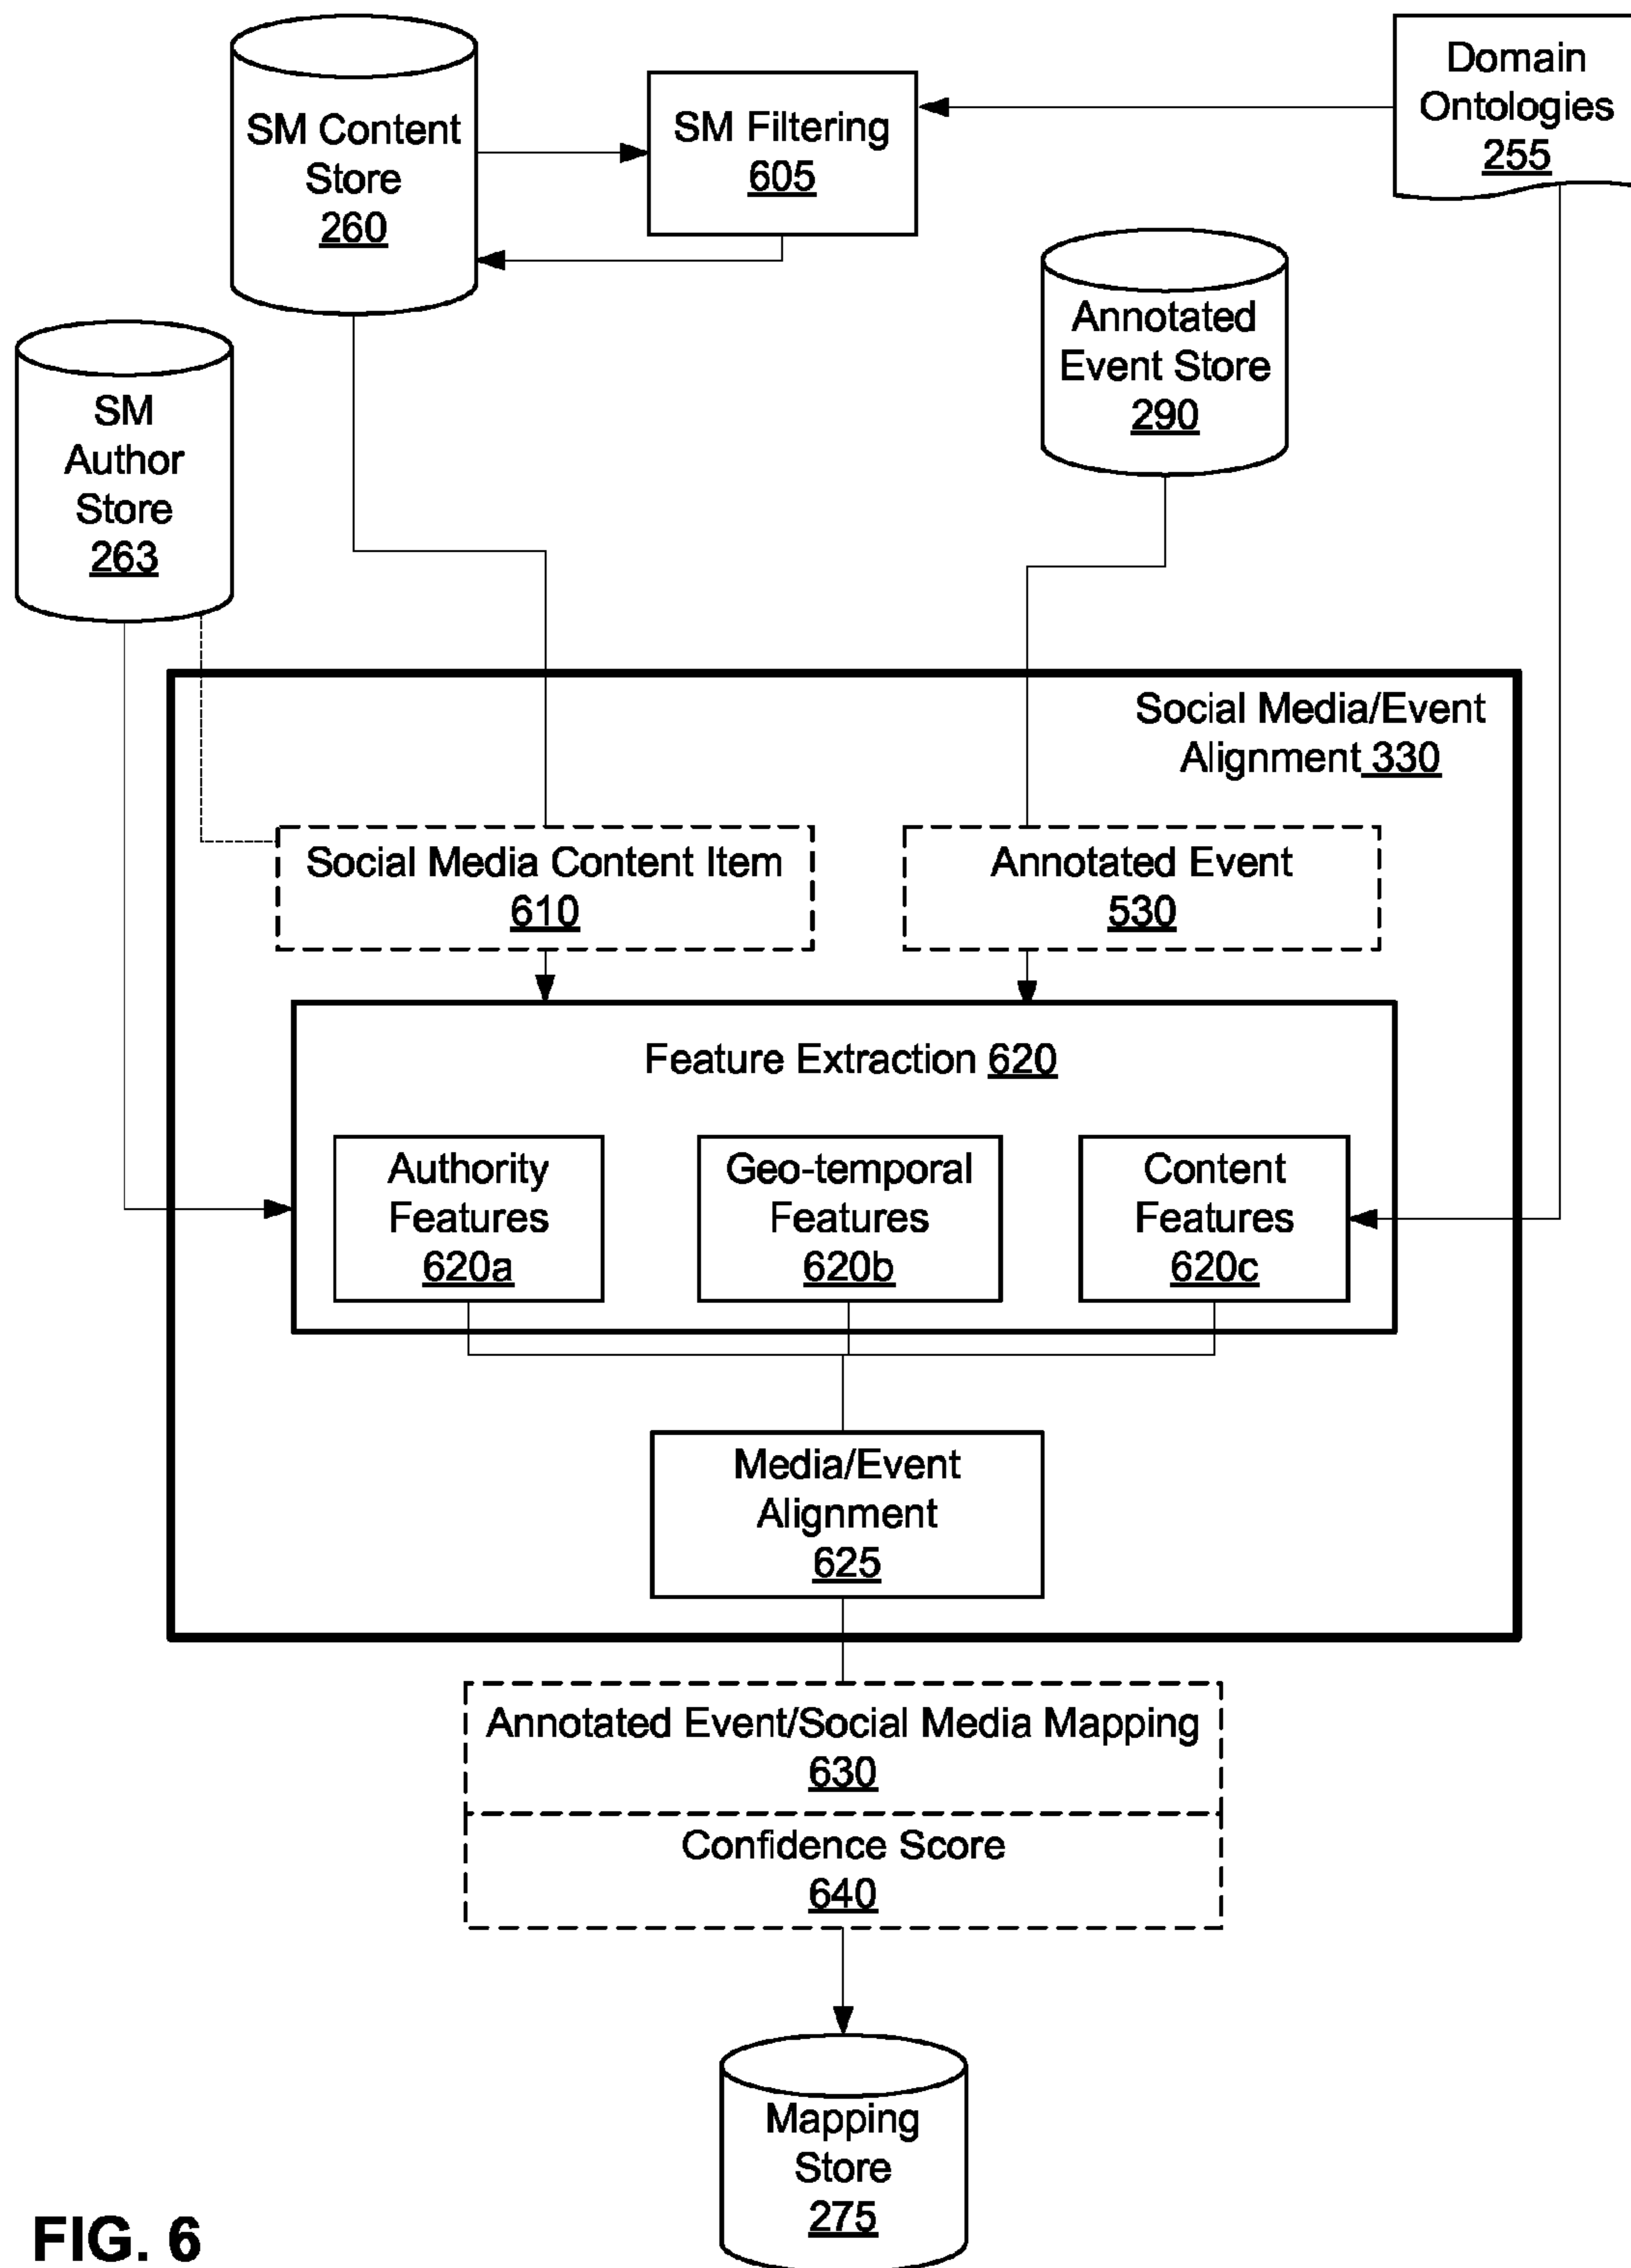 SM Content
Store
260
SM Filtering
605
Domain
Ontologies
255
Annotated
Event Store
290
SM
Author
Store
263
Social Media/Event
Alignment 330
Social Media Content Item
610
Annotated Event
530
Feature Extraction 620
Authority
Features
620a
Geo-temporal
Features
620b
Content
Features
620c
Media/Event
Alignment
625
Annotated Event/Social Media Mapping
630
Confidence Score
640
Mapping
Store
275
FIG. 6